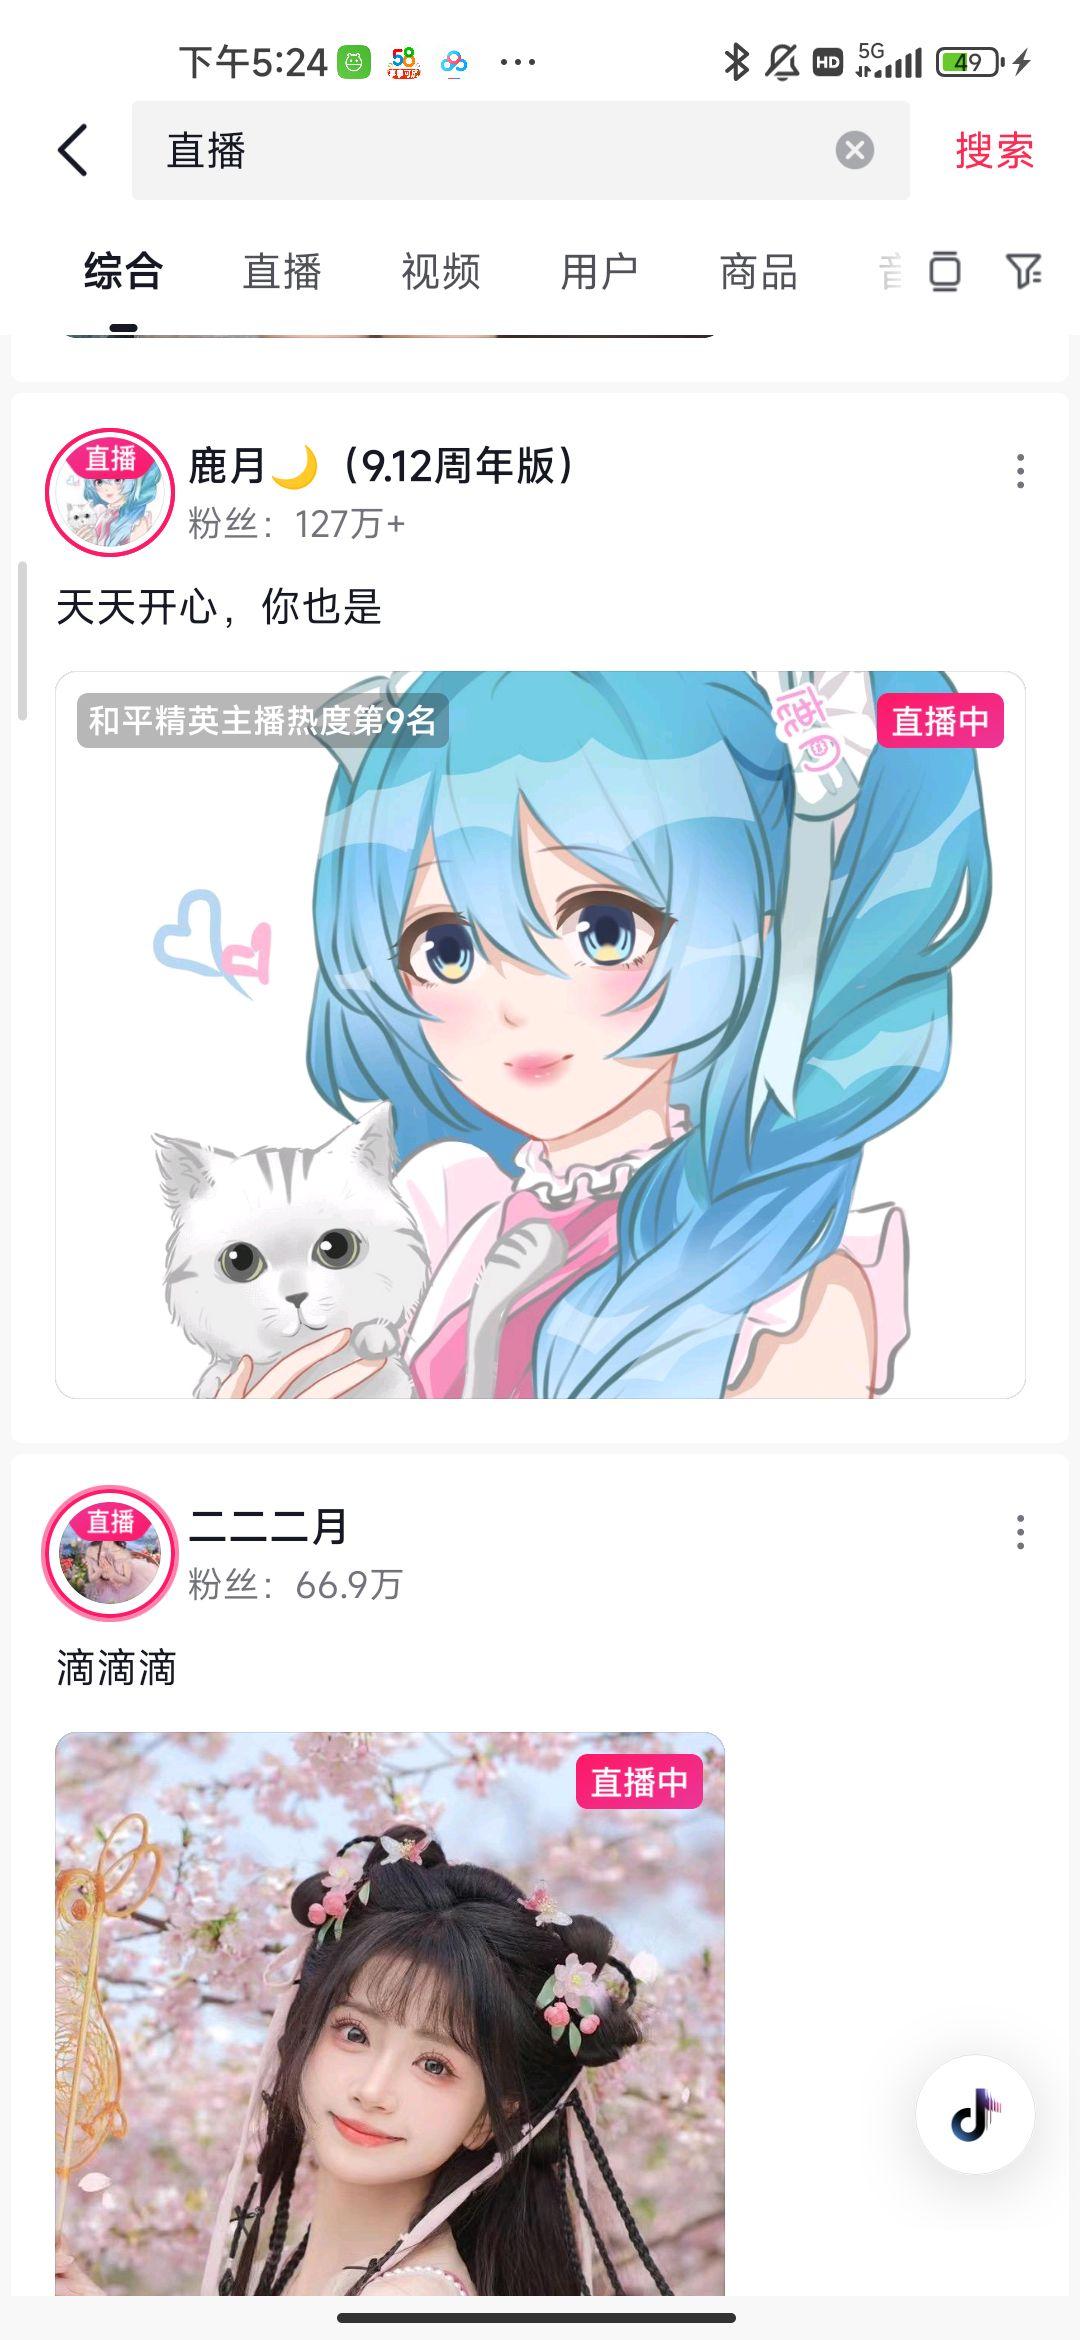 下午5:24 58 ··· HD 5G 49
直播
搜索
综合 直播 视频 用户 商品
直播
鹿月🌙（9.12周年版）
粉丝：127万+
天天开心，你也是
和平精英主播热度第9名
鹿月
直播中
直播
二二二月
粉丝：66.9万
滴滴滴
直播中